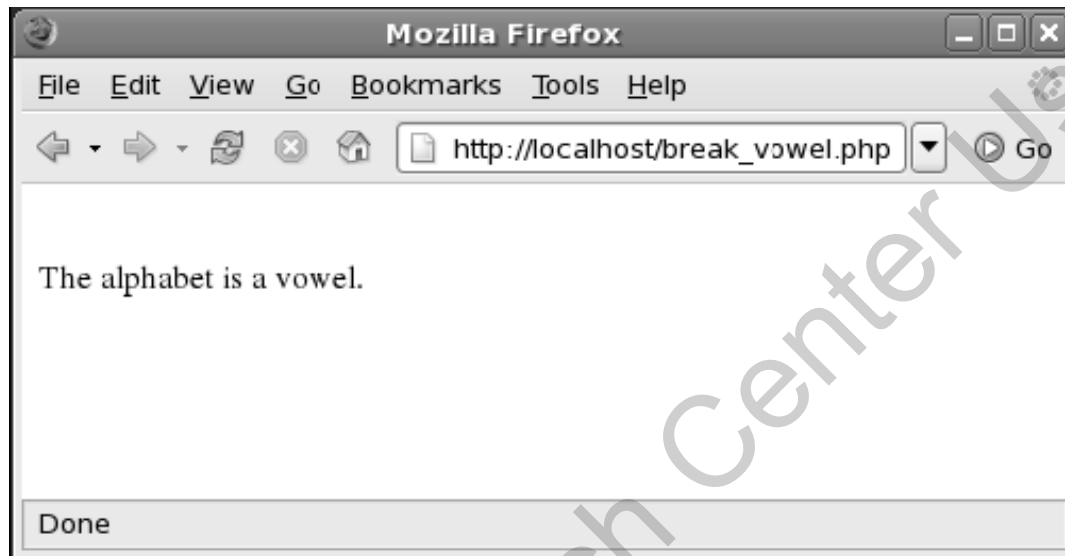 Mozilla Firefox
File Edit View Go Bookmarks Tools Help
http://localhost/break_vowel.php Go
The alphabet is a vowel.
Done
Center